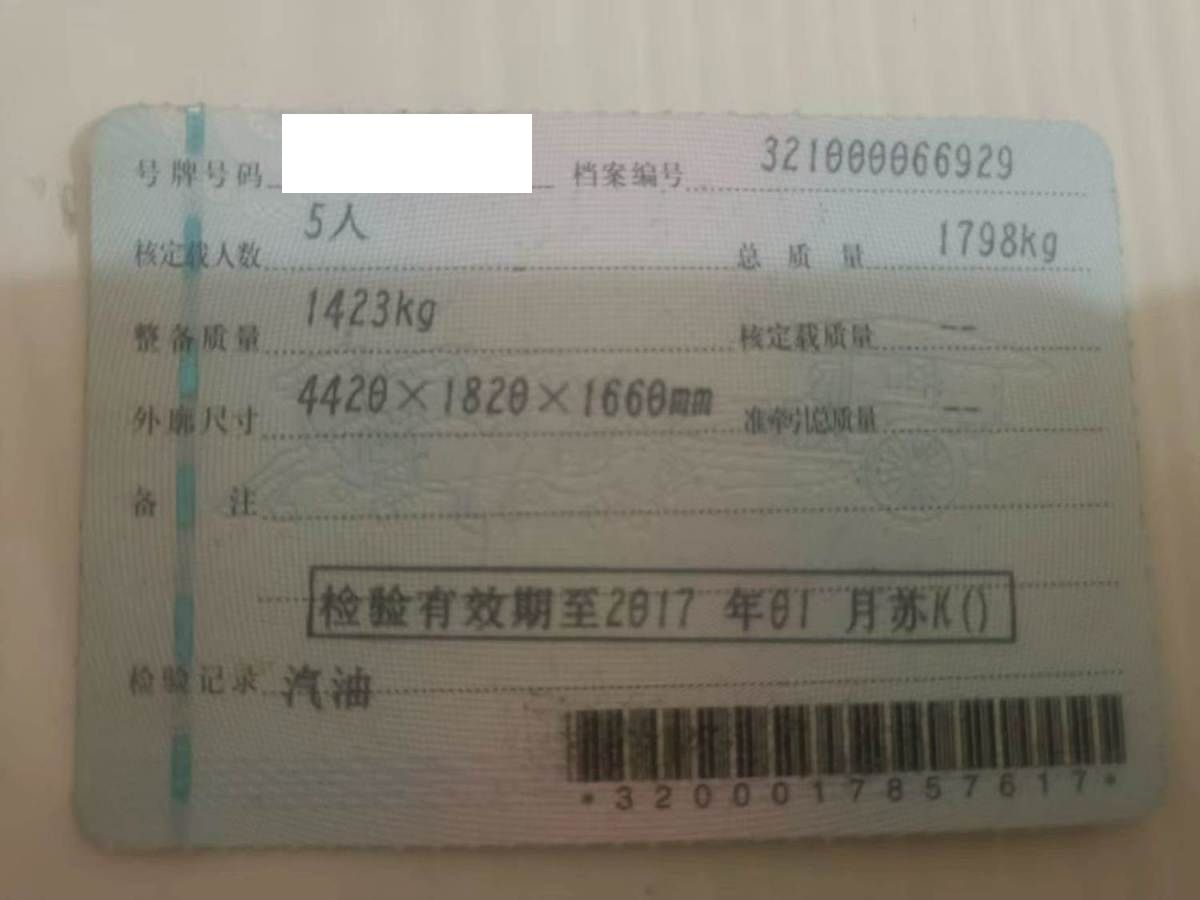 号牌号码 档案编号 321000066929
核定载人数 5人 总质量 1798kg
整备质量 1423kg 核定载质量 --
外廓尺寸 4420×1820×1660mm 准牵引总质量 --
备注
检验有效期至2017 年01 月苏K()
检验记录 汽油
*3200017857617*